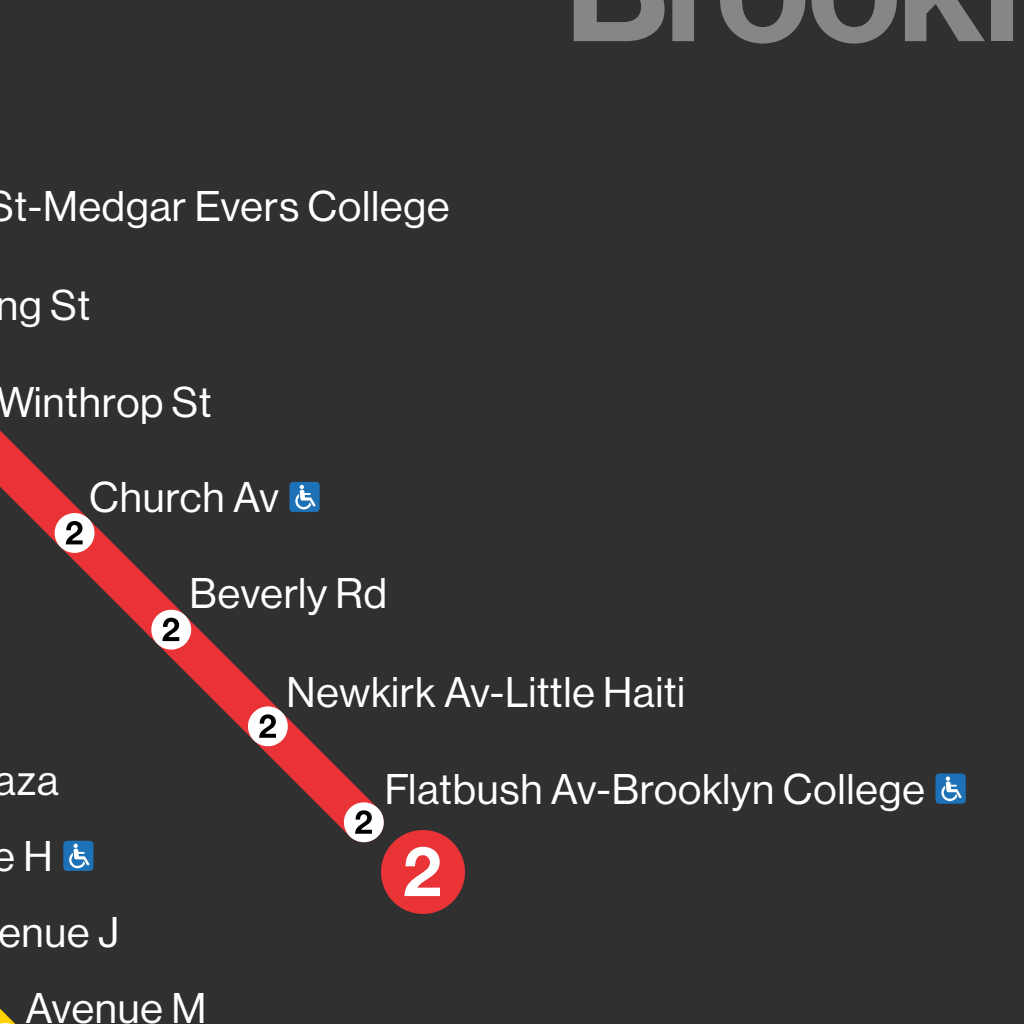 Brookl
St-Medgar Evers College
ng St
Winthrop St
Church Av
2
Beverly Rd
2
Newkirk Av-Little Haiti
2
aza
Flatbush Av-Brooklyn College
2
2
e H
enue J
Avenue M